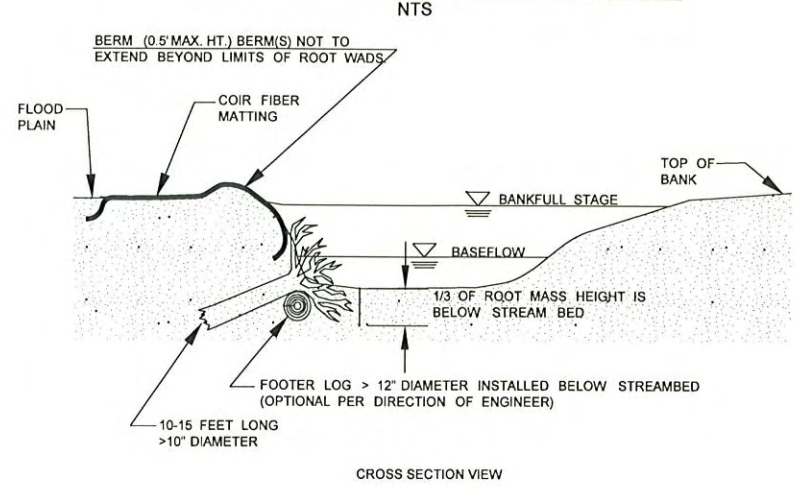 NTS
BERM (0.5' MAX. HT.) BERM(S) NOT TO
EXTEND BEYOND LIMITS OF ROOT WADS
COIR FIBER
MATTING
FLOOD
PLAIN
TOP OF
BANK
BANKFULL STAGE
BASEFLOW
1/3 OF ROOT MASS HEIGHT IS
BELOW STREAM BED
FOOTER LOG > 12" DIAMETER INSTALLED BELOW STREAMBED
(OPTIONAL PER DIRECTION OF ENGINEER)
10-15 FEET LONG
>10" DIAMETER
CROSS SECTION VIEW